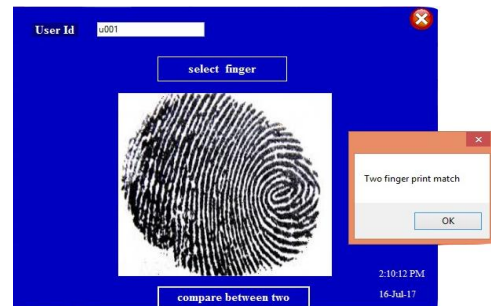 User Id u001
select finger
Two finger print match
OK
2:10:12 PM
16-Jul-17
compare between two